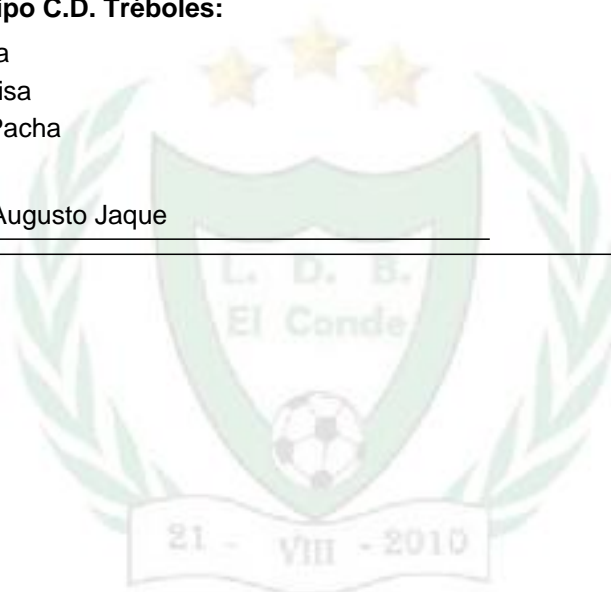 ipo C.D. Tréboles:
a
isa
Pacha
Augusto Jaque
L. D. B.
El Conde
21 - VIII - 2010